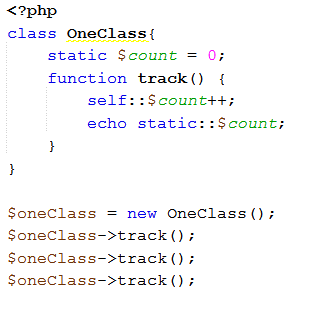 <?php
class OneClass{
    static $count = 0;
    function track() {
        self::$count++;
        echo static::$count;
    }
}

$oneClass = new OneClass();
$oneClass->track();
$oneClass->track();
$oneClass->track();